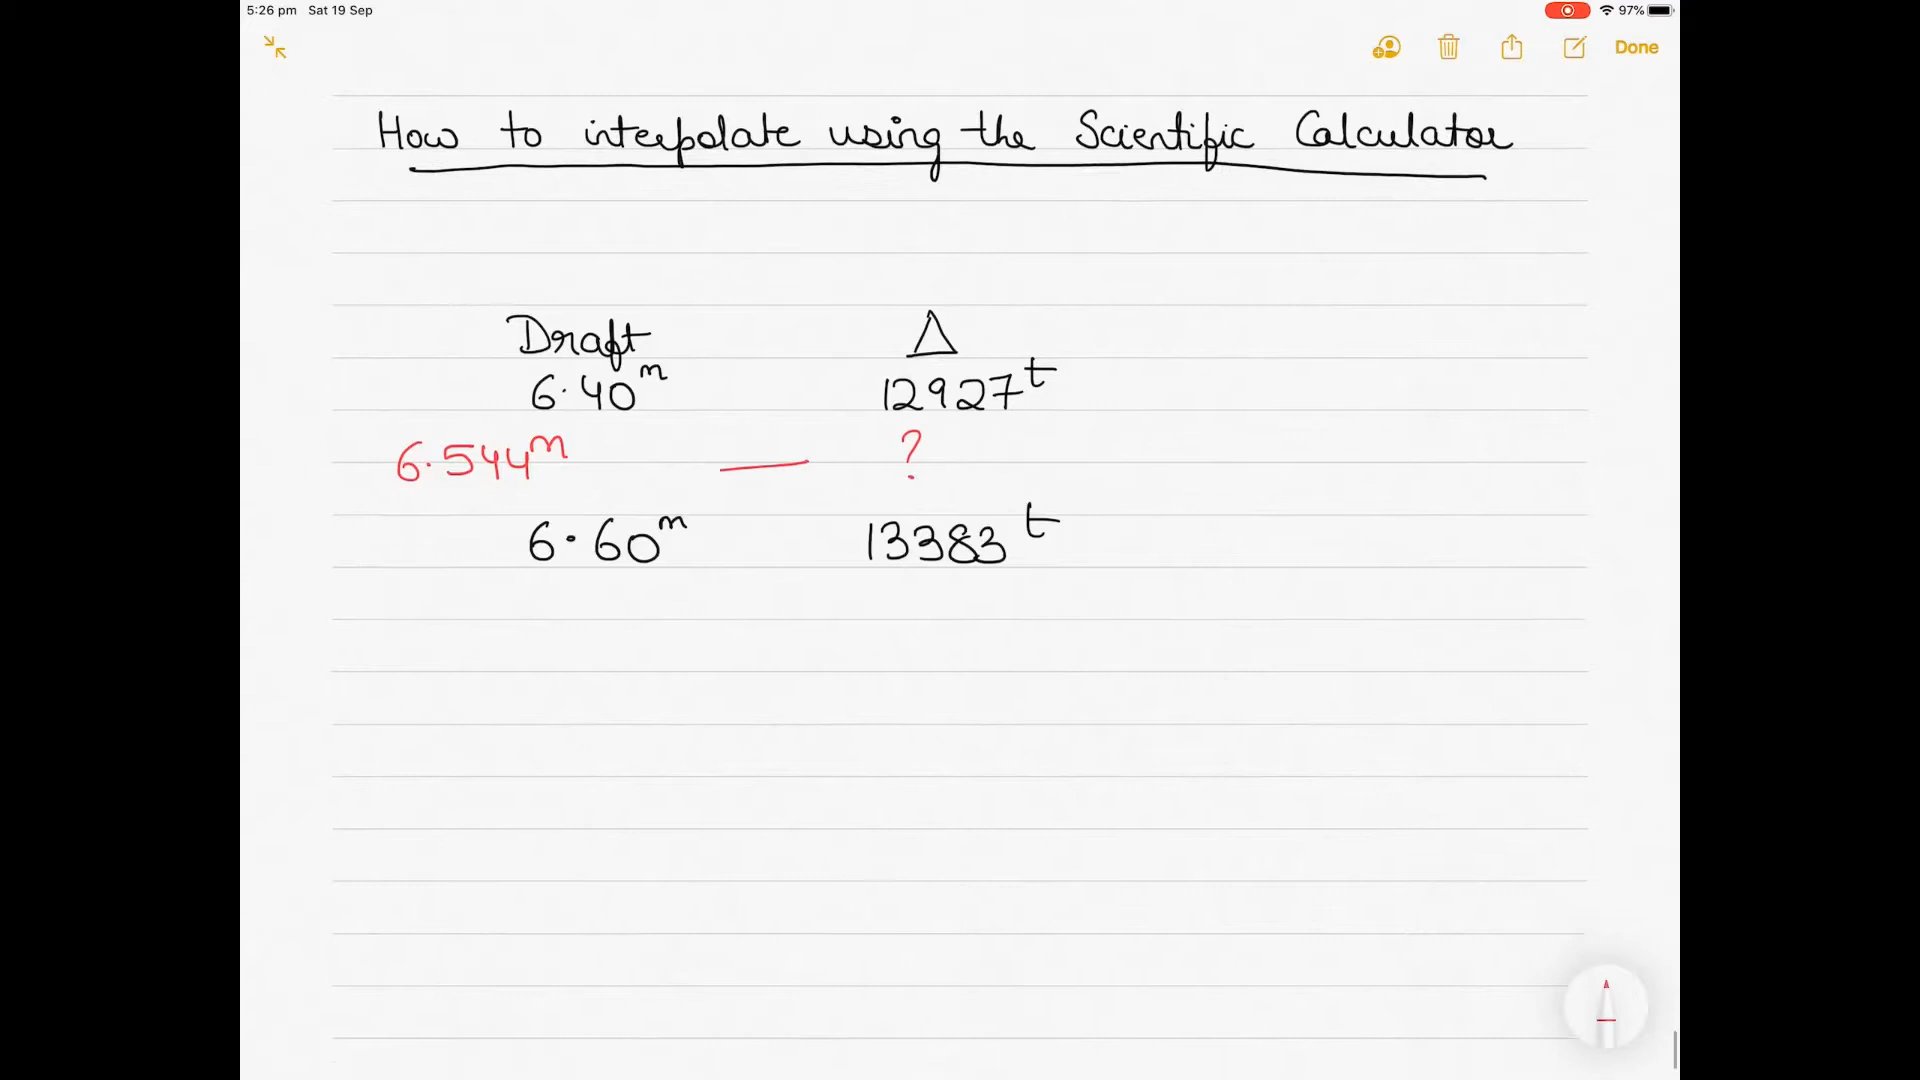 5:26 pm Sat 19 Sep 97%
Done
How to interpolate using the Scientific Calculator
Draft Δ
6.40m 12927t
6.544m — ?
6.60m 13383t